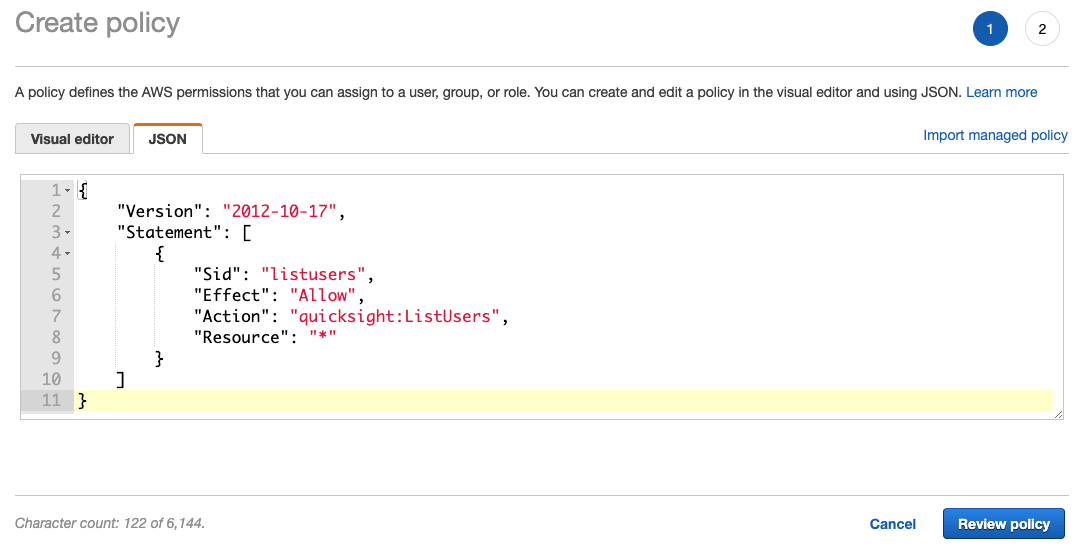 Create policy
1
2
A policy defines the AWS permissions that you can assign to a user, group, or role. You can create and edit a policy in the visual editor and using JSON. Learn more
Visual editor
JSON
Import managed policy
1 {
2     "Version": "2012-10-17",
3     "Statement": [
4         {
5             "Sid": "listusers",
6             "Effect": "Allow",
7             "Action": "quicksight:ListUsers",
8             "Resource": "*"
9         }
10     ]
11 }
Character count: 122 of 6,144.
Cancel
Review policy